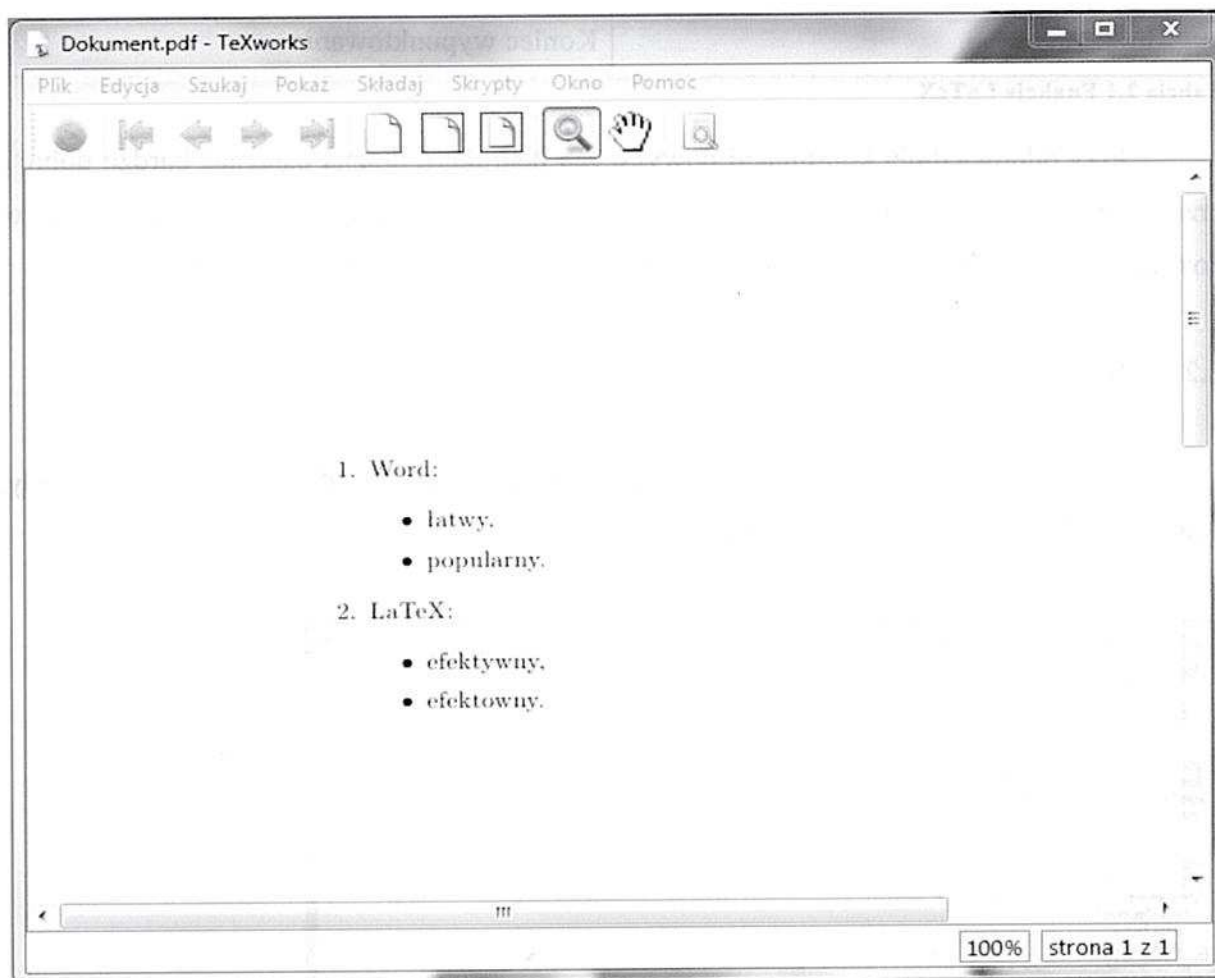 Dokument.pdf - TeXworks
Plik Edycja Szukaj Pokaż Składaj Skrypty Okno Pomoc
1. Word:
• łatwy,
• popularny.
2. LaTeX:
• efektywny,
• efektowny.
100% strona 1 z 1